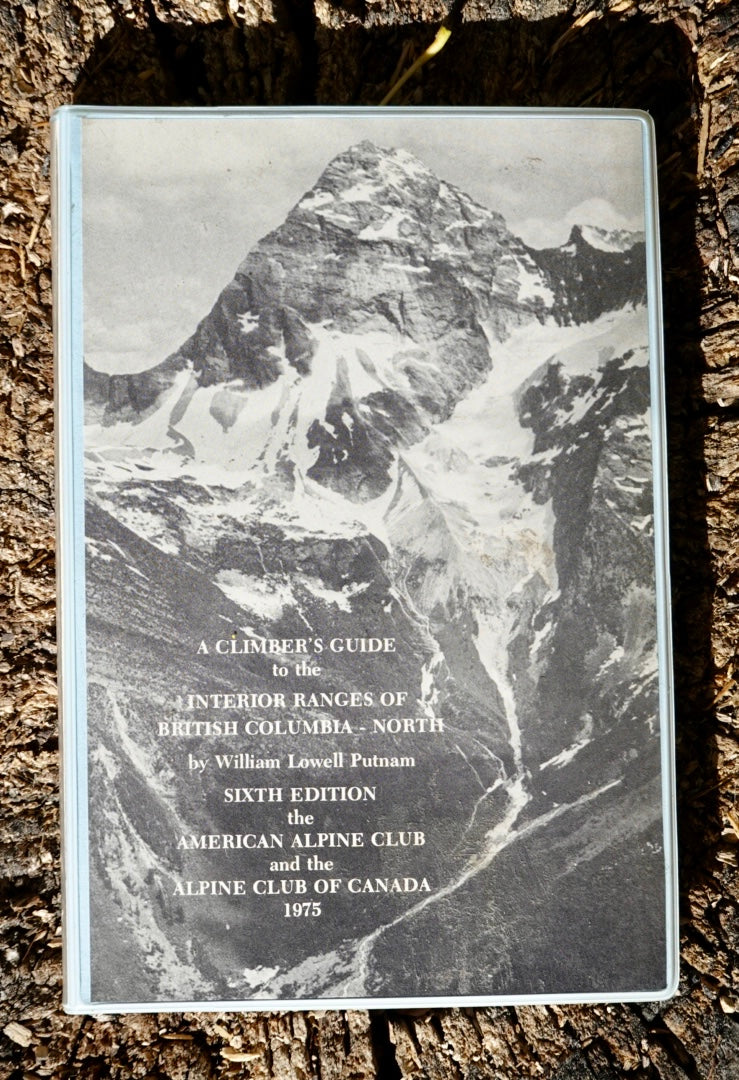 A CLIMBER'S GUIDE
to the
INTERIOR RANGES OF
BRITISH COLUMBIA - NORTH
by William Lowell Putnam
SIXTH EDITION
the
AMERICAN ALPINE CLUB
and the
ALPINE CLUB OF CANADA
1975